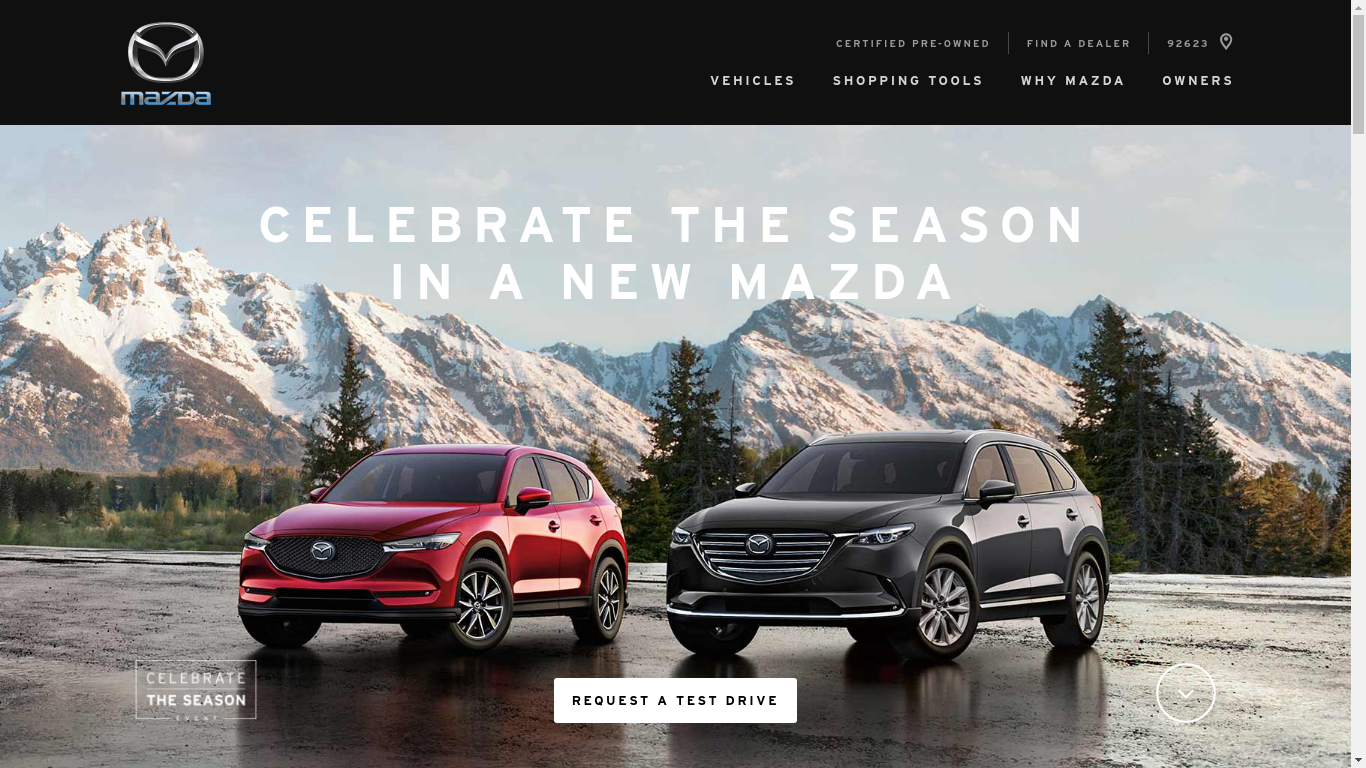 CERTIFIED PRE-OWNED
FIND A DEALER
92623
mazda
VEHICLES
SHOPPING TOOLS
WHY MAZDA
OWNERS
CELEBRATE THE SEASON
IN A NEW MAZDA
CELEBRATE
THE SEASON
EVENT
REQUEST A TEST DRIVE